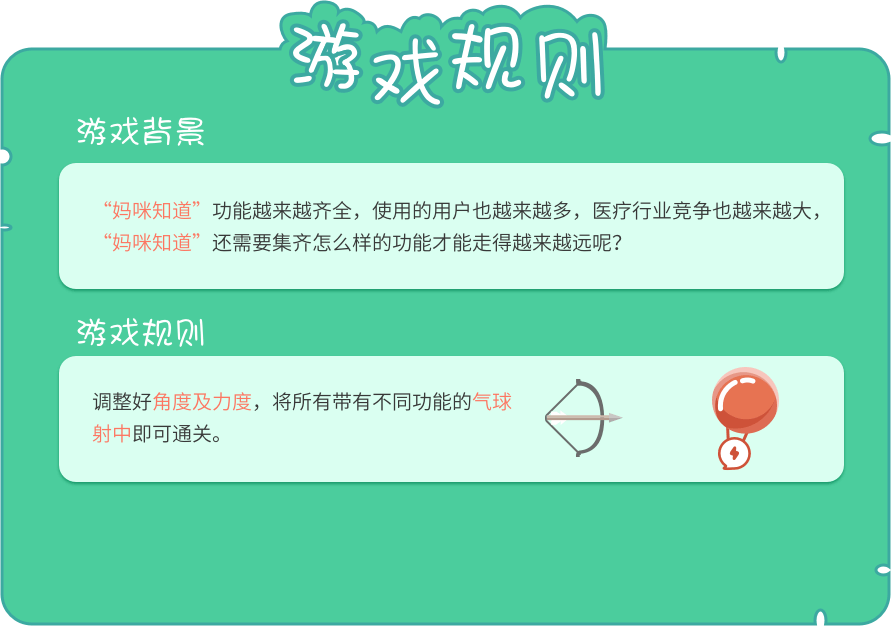 游戏规则
游戏背景
“妈咪知道”功能越来越齐全，使用的用户也越来越多，医疗行业竞争也越来越大，
“妈咪知道”还需要集齐怎么样的功能才能走得越来越远呢？
游戏规则
调整好角度及力度，将所有带有不同功能的气球
射中即可通关。